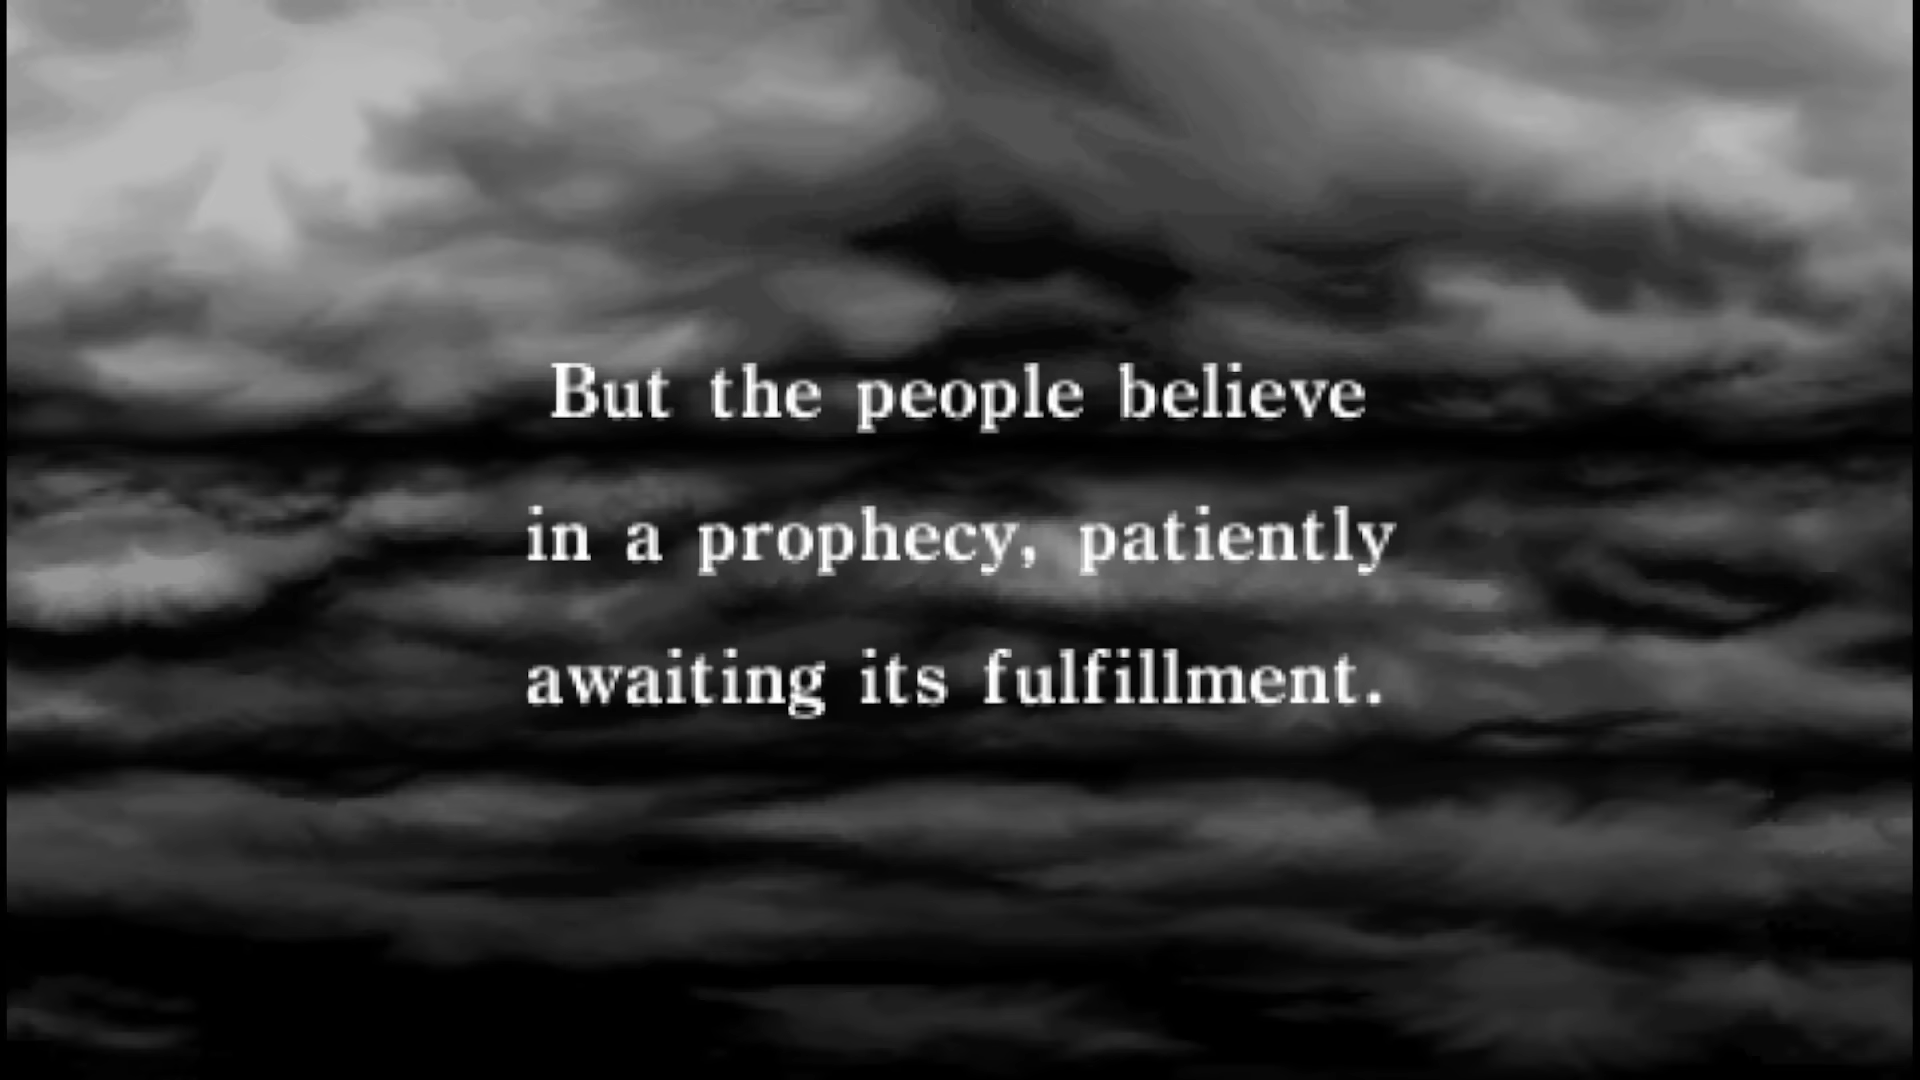 But the people believe
in a prophecy, patiently
awaiting its fulfillment.